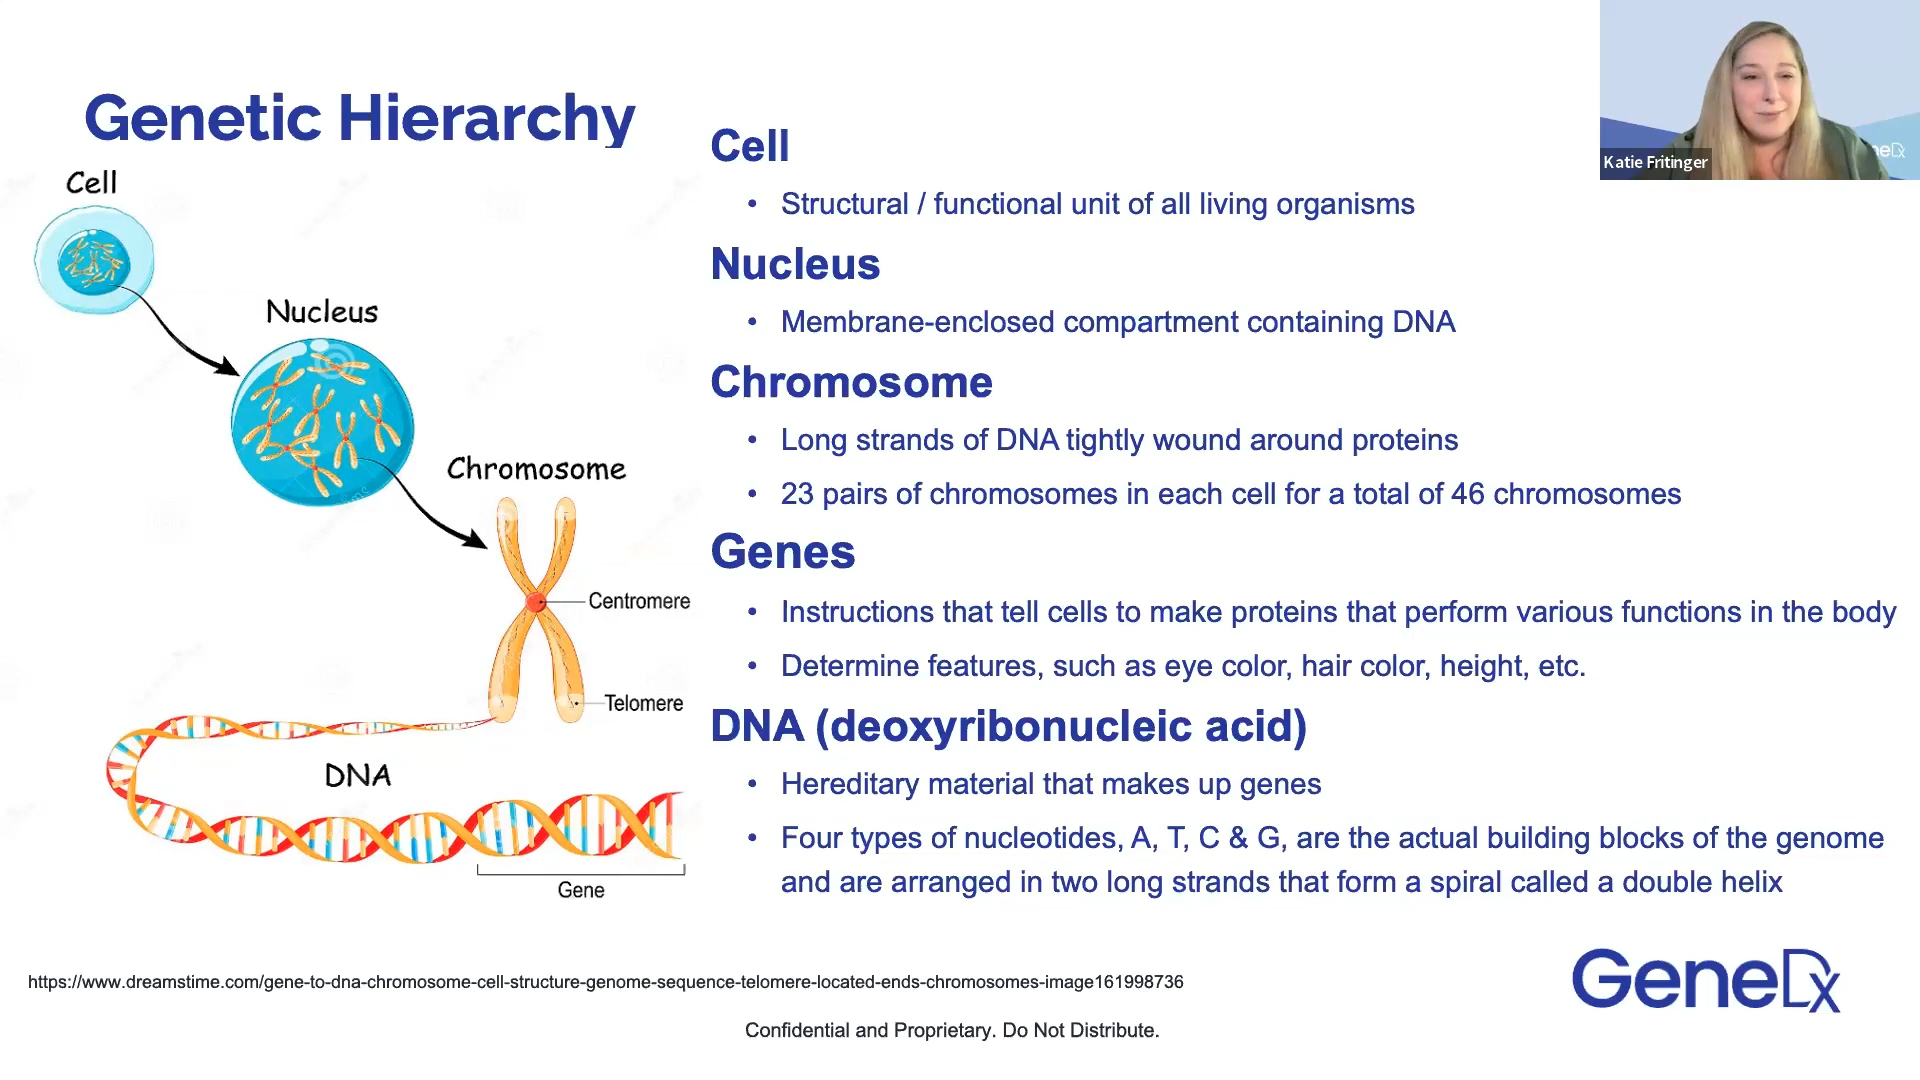 Genetic Hierarchy
Cell
Nucleus
Chromosome
Centromere
Telomere
DNA
Gene
Cell
• Structural / functional unit of all living organisms
Nucleus
• Membrane-enclosed compartment containing DNA
Chromosome
• Long strands of DNA tightly wound around proteins
• 23 pairs of chromosomes in each cell for a total of 46 chromosomes
Genes
• Instructions that tell cells to make proteins that perform various functions in the body
• Determine features, such as eye color, hair color, height, etc.
DNA (deoxyribonucleic acid)
• Hereditary material that makes up genes
• Four types of nucleotides, A, T, C & G, are the actual building blocks of the genome
and are arranged in two long strands that form a spiral called a double helix
Katie Fritinger
eDx
https://www.dreamstime.com/gene-to-dna-chromosome-cell-structure-genome-sequence-telomere-located-ends-chromosomes-image161998736
GeneDx
Confidential and Proprietary. Do Not Distribute.